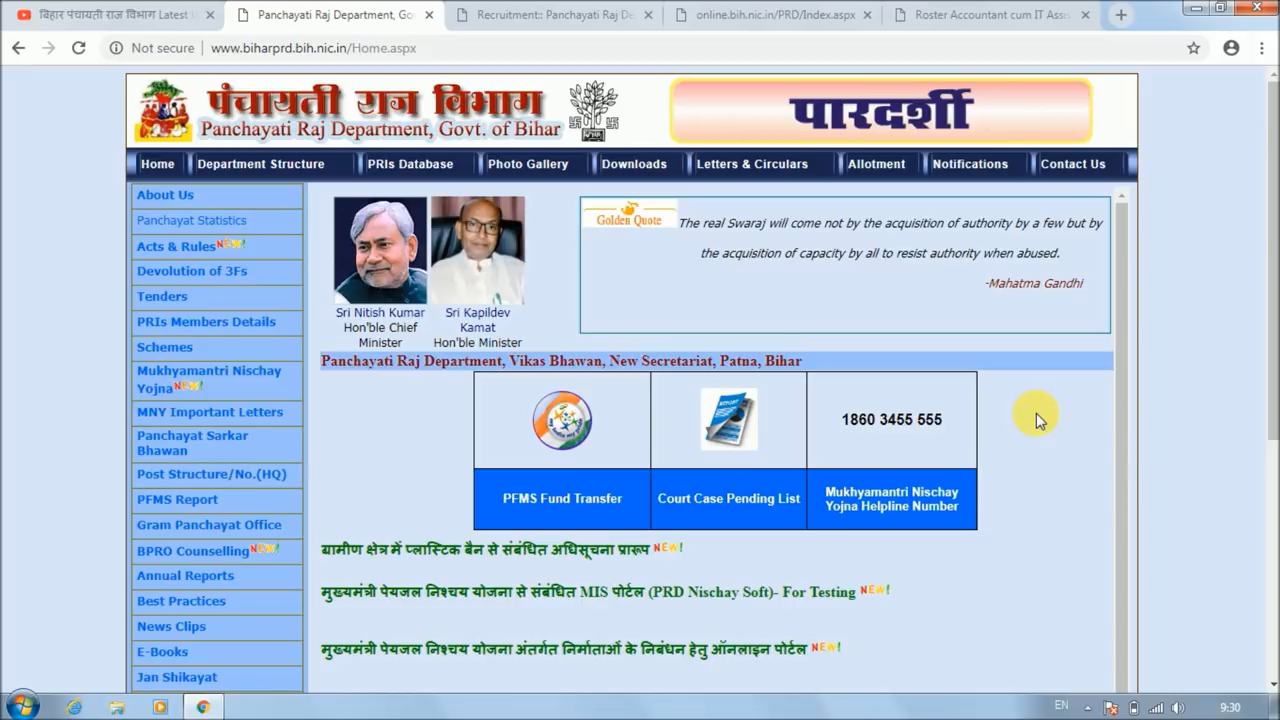 बिहार पंचायती राज विभाग Latest
Panchayati Raj Department, Go
Recruitment:: Panchayati Raj De
online.bih.nic.in/PRD/Index.aspx
Roster Accountant cum IT Assis
Not secure
www.biharprd.bih.nic.in/Home.aspx
पंचायती राज विभाग
Panchayati Raj Department, Govt. of Bihar
पारदर्शी
Home
Department Structure
PRIs Database
Photo Gallery
Downloads
Letters & Circulars
Allotment
Notifications
Contact Us
About Us
Panchayat Statistics
Acts & Rules NEW!
Devolution of 3Fs
Tenders
PRIs Members Details
Schemes
Mukhyamantri Nischay
Yojna NEW!
MNY Important Letters
Panchayat Sarkar
Bhawan
Post Structure/No.(HQ)
PFMS Report
Gram Panchayat Office
BPRO Counselling NEW!
Annual Reports
Best Practices
News Clips
E-Books
Jan Shikayat
Sri Nitish Kumar
Hon'ble Chief
Minister
Sri Kapildev
Kamat
Hon'ble Minister
Golden Quote
The real Swaraj will come not by the acquisition of authority by a few but by
the acquisition of capacity by all to resist authority when abused.
-Mahatma Gandhi
Panchayati Raj Department, Vikas Bhawan, New Secretariat, Patna, Bihar
1860 3455 555
PFMS Fund Transfer
Court Case Pending List
Mukhyamantri Nischay
Yojna Helpline Number
ग्रामीण क्षेत्र में प्लास्टिक बैन से संबंधित अधिसूचना प्रारूप NEW!
मुख्यमंत्री पेयजल निश्चय योजना से संबंधित MIS पोर्टल (PRD Nischay Soft)- For Testing NEW!
मुख्यमंत्री पेयजल निश्चय योजना अंतर्गत निर्माताओं के निबंधन हेतु ऑनलाइन पोर्टल NEW!
EN
9:30